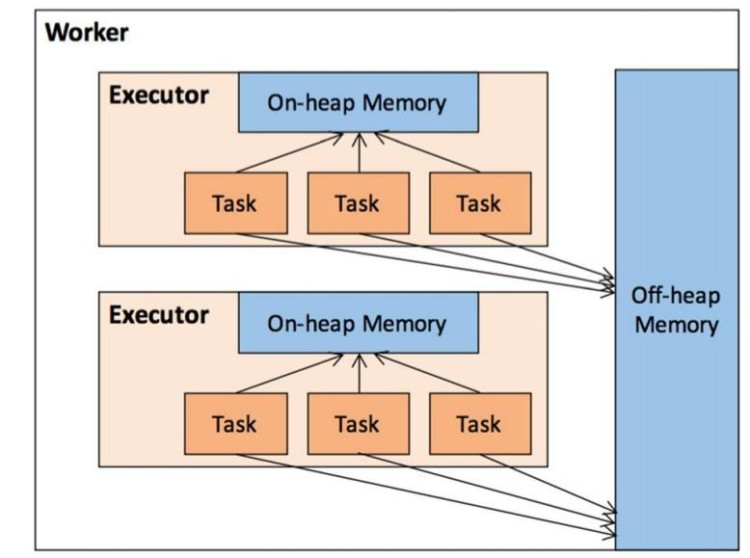 Worker
Executor
On-heap Memory
Task
Task
Task
Executor
On-heap Memory
Task
Task
Task
Off-heap
Memory